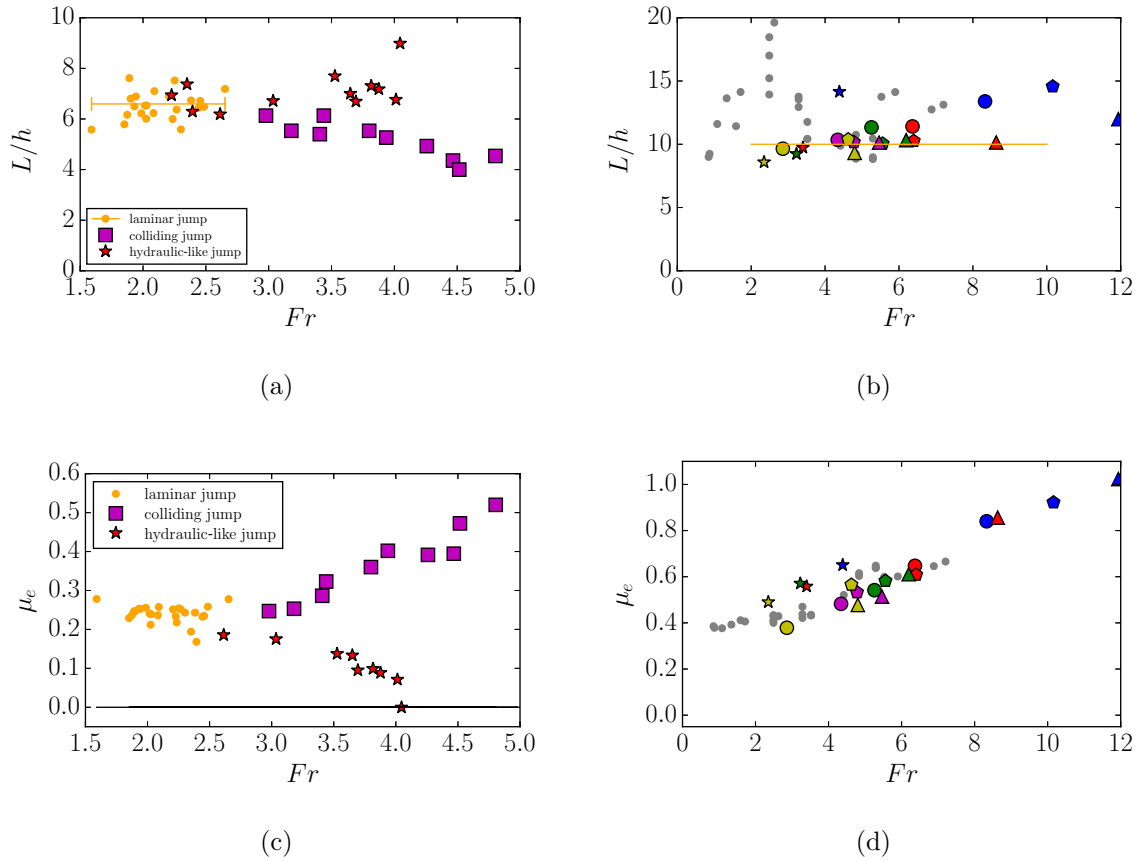 10
8
6
4
2
0
L/h
laminar jump
colliding jump
hydraulic-like jump
1.5 2.0 2.5 3.0 3.5 4.0 4.5 5.0
Fr
(a)
20
15
10
5
0
L/h
0 2 4 6 8 10 12
Fr
(b)
0.6
0.5
0.4
0.3
0.2
0.1
0.0
μe
laminar jump
colliding jump
hydraulic-like jump
1.5 2.0 2.5 3.0 3.5 4.0 4.5 5.0
Fr
(c)
1.0
0.8
0.6
0.4
0.2
0.0
μe
0 2 4 6 8 10 12
Fr
(d)